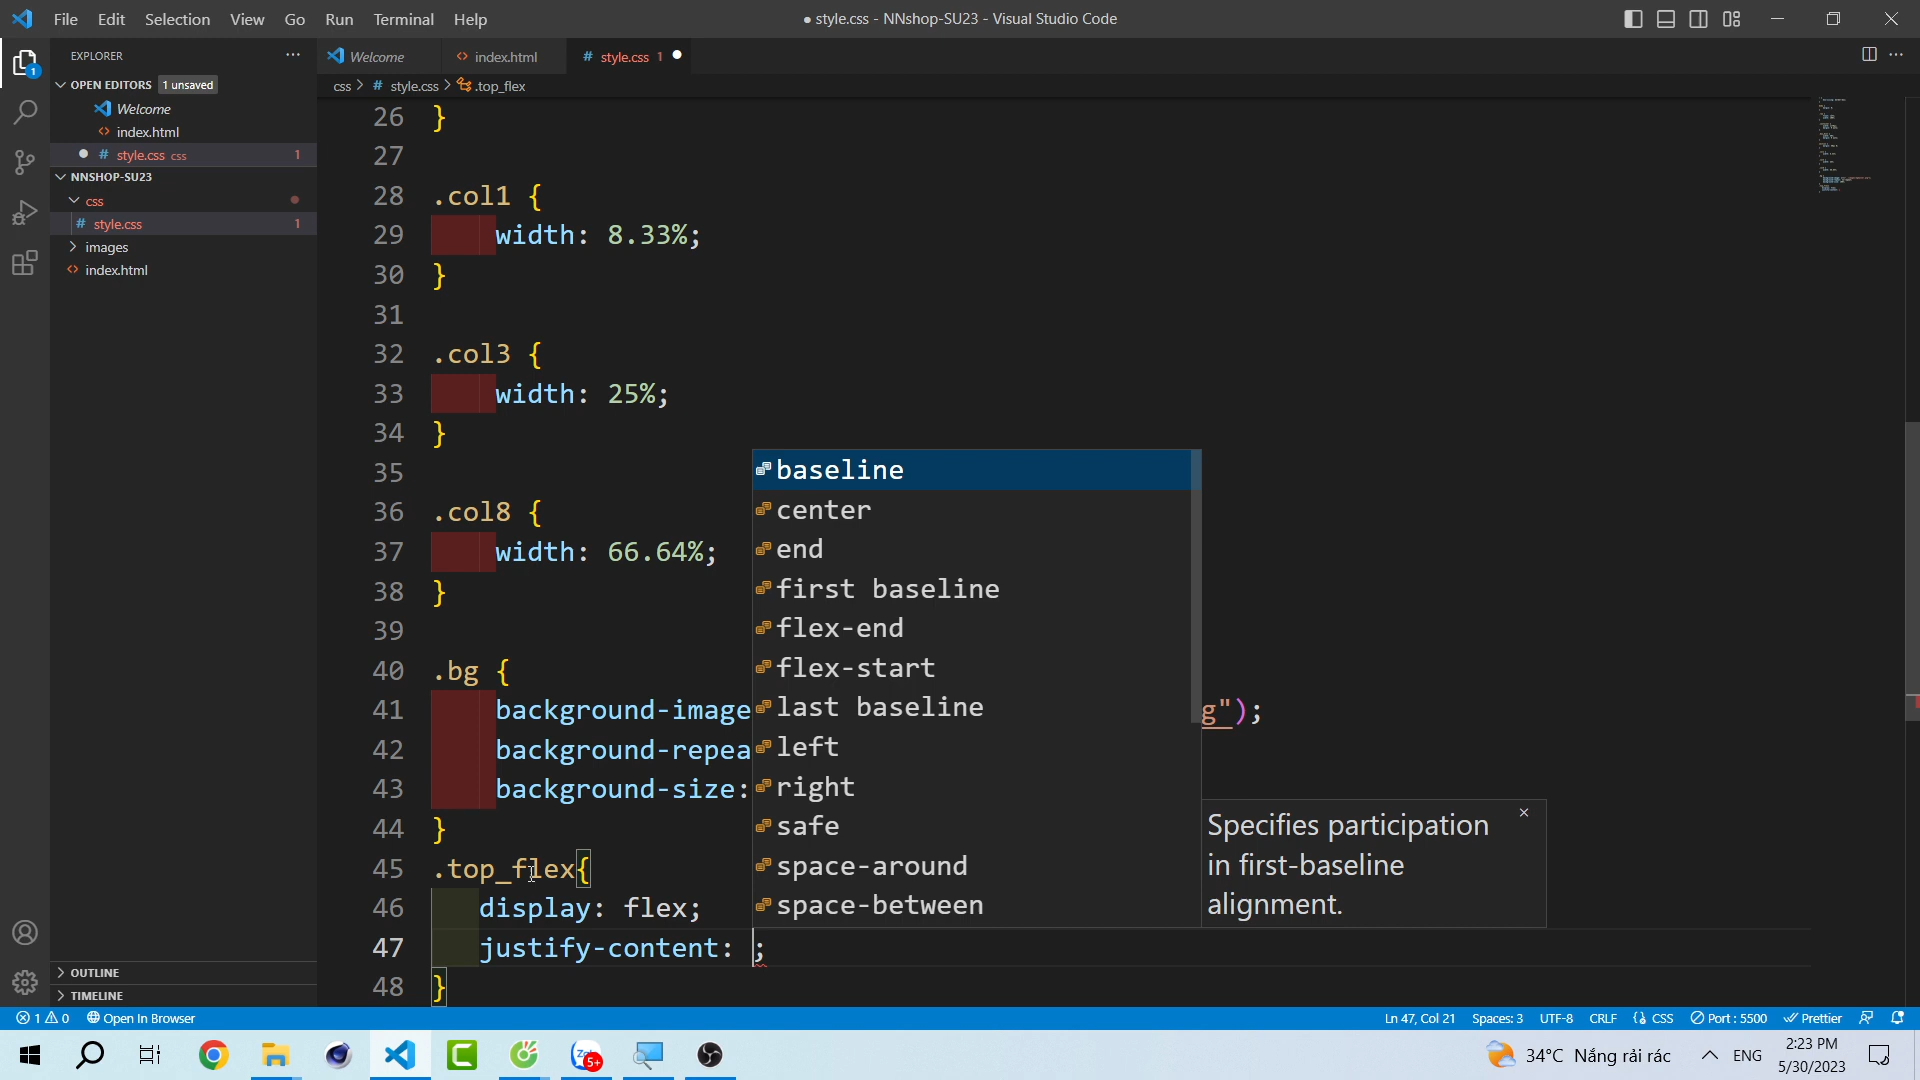 File Edit Selection View Go Run Terminal Help
● style.css - NNshop-SU23 - Visual Studio Code
EXPLORER
OPEN EDITORS 1 unsaved
Welcome
index.html
# style.css css 1
NNSHOP-SU23
css
# style.css 1
images
index.html
OUTLINE
TIMELINE
Welcome index.html # style.css 1
css > # style.css > .top_flex
26 }
27
28 .col1 {
29 width: 8.33%;
30 }
31
32 .col3 {
33 width: 25%;
34 }
35
36 .col8 {
37 width: 66.64%;
38 }
39
40 .bg {
41 background-image g");
42 background-repea
43 background-size:
44 }
45 .top_flex{
46 display: flex;
47 justify-content: ;
48 }
baseline
center
end
first baseline
flex-end
flex-start
last baseline
left
right
safe
space-around
space-between
Specifies participation
in first-baseline
alignment.
1 0 Open In Browser
Ln 47, Col 21 Spaces: 3 UTF-8 CRLF {} CSS Port : 5500 Prettier
1
5+
34°C Nắng rải rác ENG
2:23 PM
5/30/2023